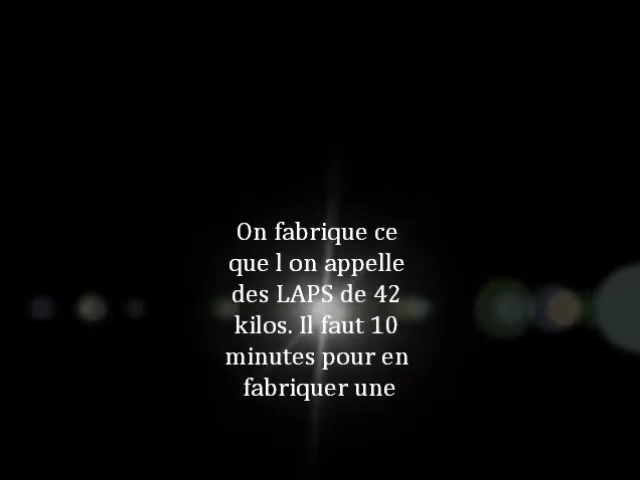 On fabrique ce
que l on appelle
des LAPS de 42
kilos. Il faut 10
minutes pour en
fabriquer une